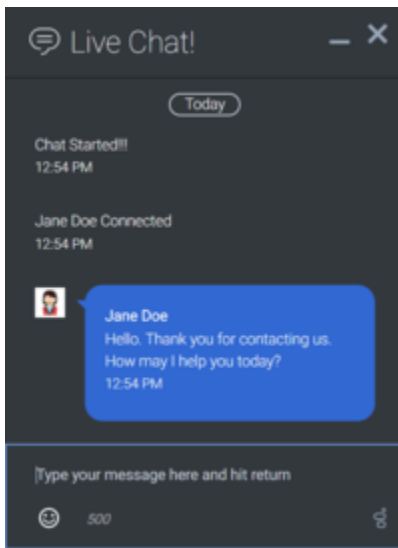 Live Chat!
Today
Chat Started!!!
12:54 PM
Jane Doe Connected
12:54 PM
Jane Doe
Hello. Thank you for contacting us.
How may I help you today?
12:54 PM
Type your message here and hit return
500